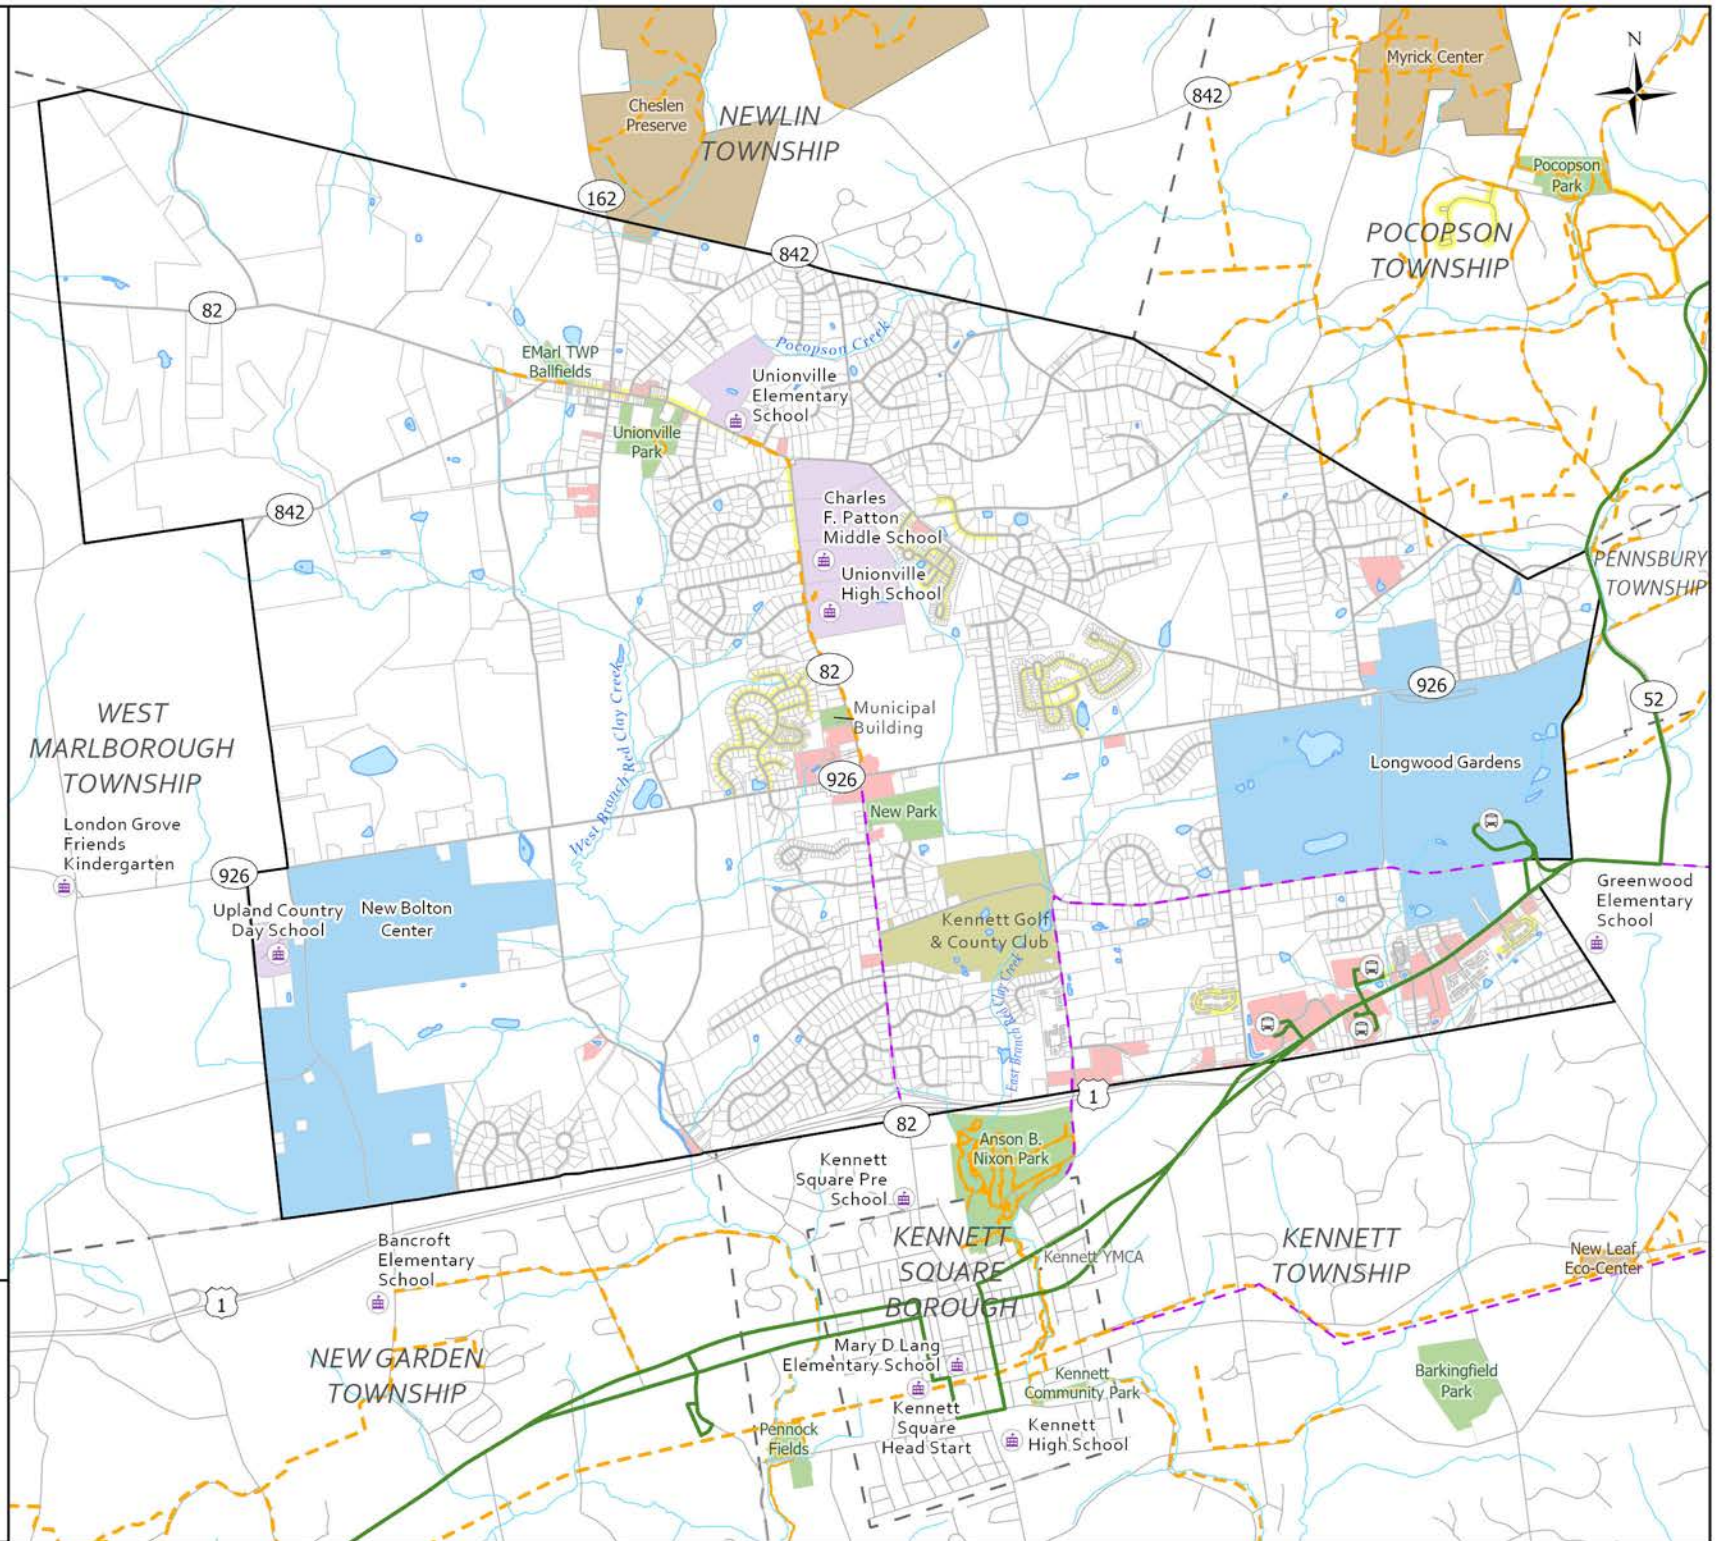 N
Myrick Center
842
Cheslen
Preserve
NEWLIN
TOWNSHIP
Pocopson
Park
162
POCOPSON
TOWNSHIP
842
82
Pocopson Creek
EMarl TWP
Ballfields
Unionville
Elementary
School
Unionville
Park
842
Charles
F. Patton
Middle School
Unionville
High School
PENNSBURY
TOWNSHIP
82
926
52
West Branch Red Clay Creek
Municipal
Building
WEST
MARLBOROUGH
TOWNSHIP
Longwood Gardens
926
New Park
London Grove
Friends
Kindergarten
926
Upland Country
Day School
New Bolton
Center
Kennett Golf
& County Club
Greenwood
Elementary
School
East Branch Red Clay Creek
1
82
Anson B.
Nixon Park
Kennett
Square Pre
School
Bancroft
Elementary
School
KENNETT
SQUARE
BOROUGH
Kennett YMCA
KENNETT
TOWNSHIP
New Leaf
Eco-Center
1
NEW GARDEN
TOWNSHIP
Mary D Lang
Elementary School
Kennett
Community Park
Barkingfield
Park
Kennett
Square
Head Start
Pennock
Fields
Kennett
High School